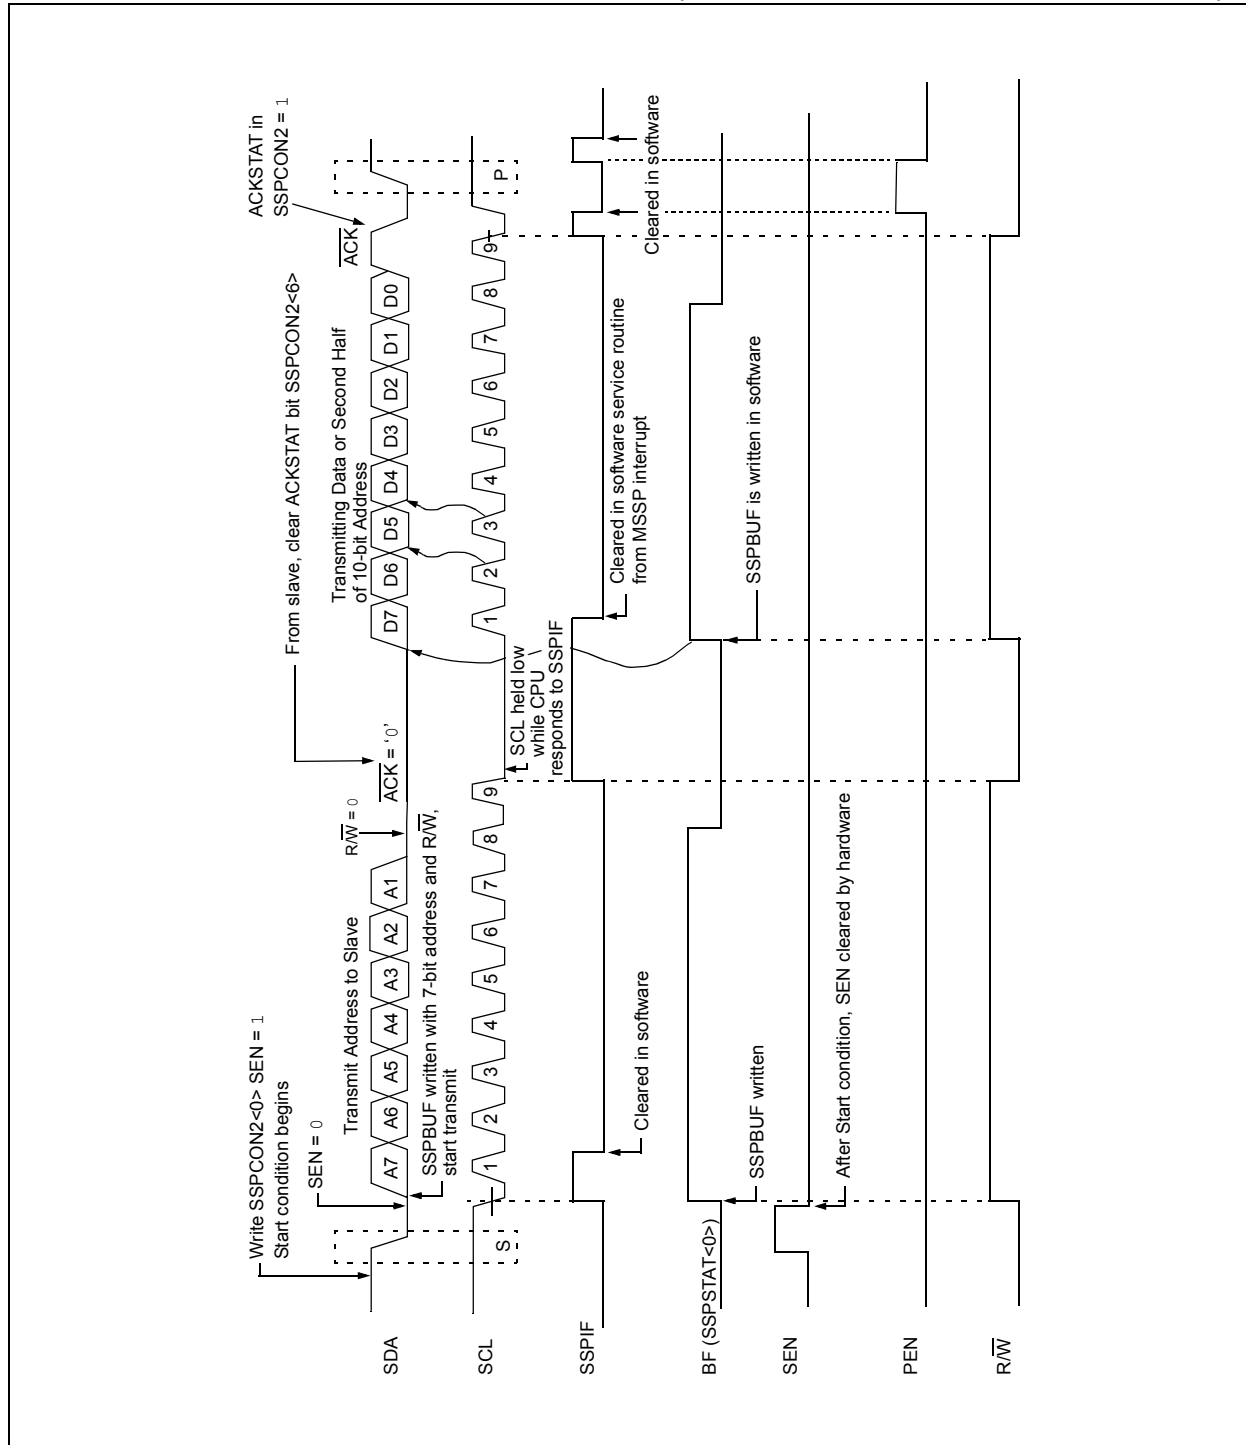 Write SSPCON2<0> SEN = 1
Start condition begins
SEN = 0
Transmit Address to Slave
R/W = 0
From slave, clear ACKSTAT bit SSPCON2<6>
ACK = ‘0’
Transmitting Data or Second Half
of 10-bit Address
ACKSTAT in
SSPCON2 = 1
ACK
SDA
A7 A6 A5 A4 A3 A2 A1
D7 D6 D5 D4 D3 D2 D1 D0
SSPBUF written with 7-bit address and R/W,
start transmit
SCL
S
1 2 3 4 5 6 7 8 9
1 2 3 4 5 6 7 8 9
P
SCL held low
while CPU
responds to SSPIF
SSPIF
Cleared in software
Cleared in software service routine
from MSSP interrupt
Cleared in software
BF (SSPSTAT<0>)
SSPBUF written
SSPBUF is written in software
SEN
After Start condition, SEN cleared by hardware
PEN
R/W